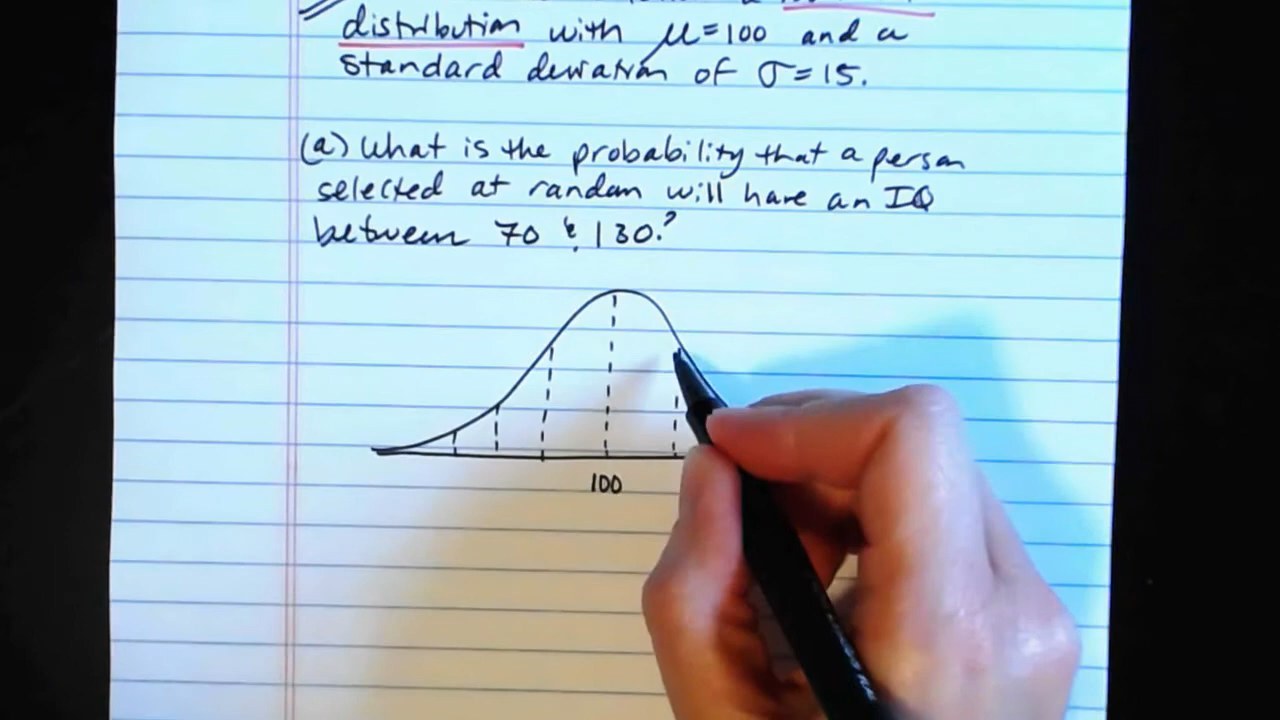 distribution with μ=100 and a
standard deviation of σ=15.
(a) What is the probability that a person
selected at random will have an IQ
between 70 & 130?
100